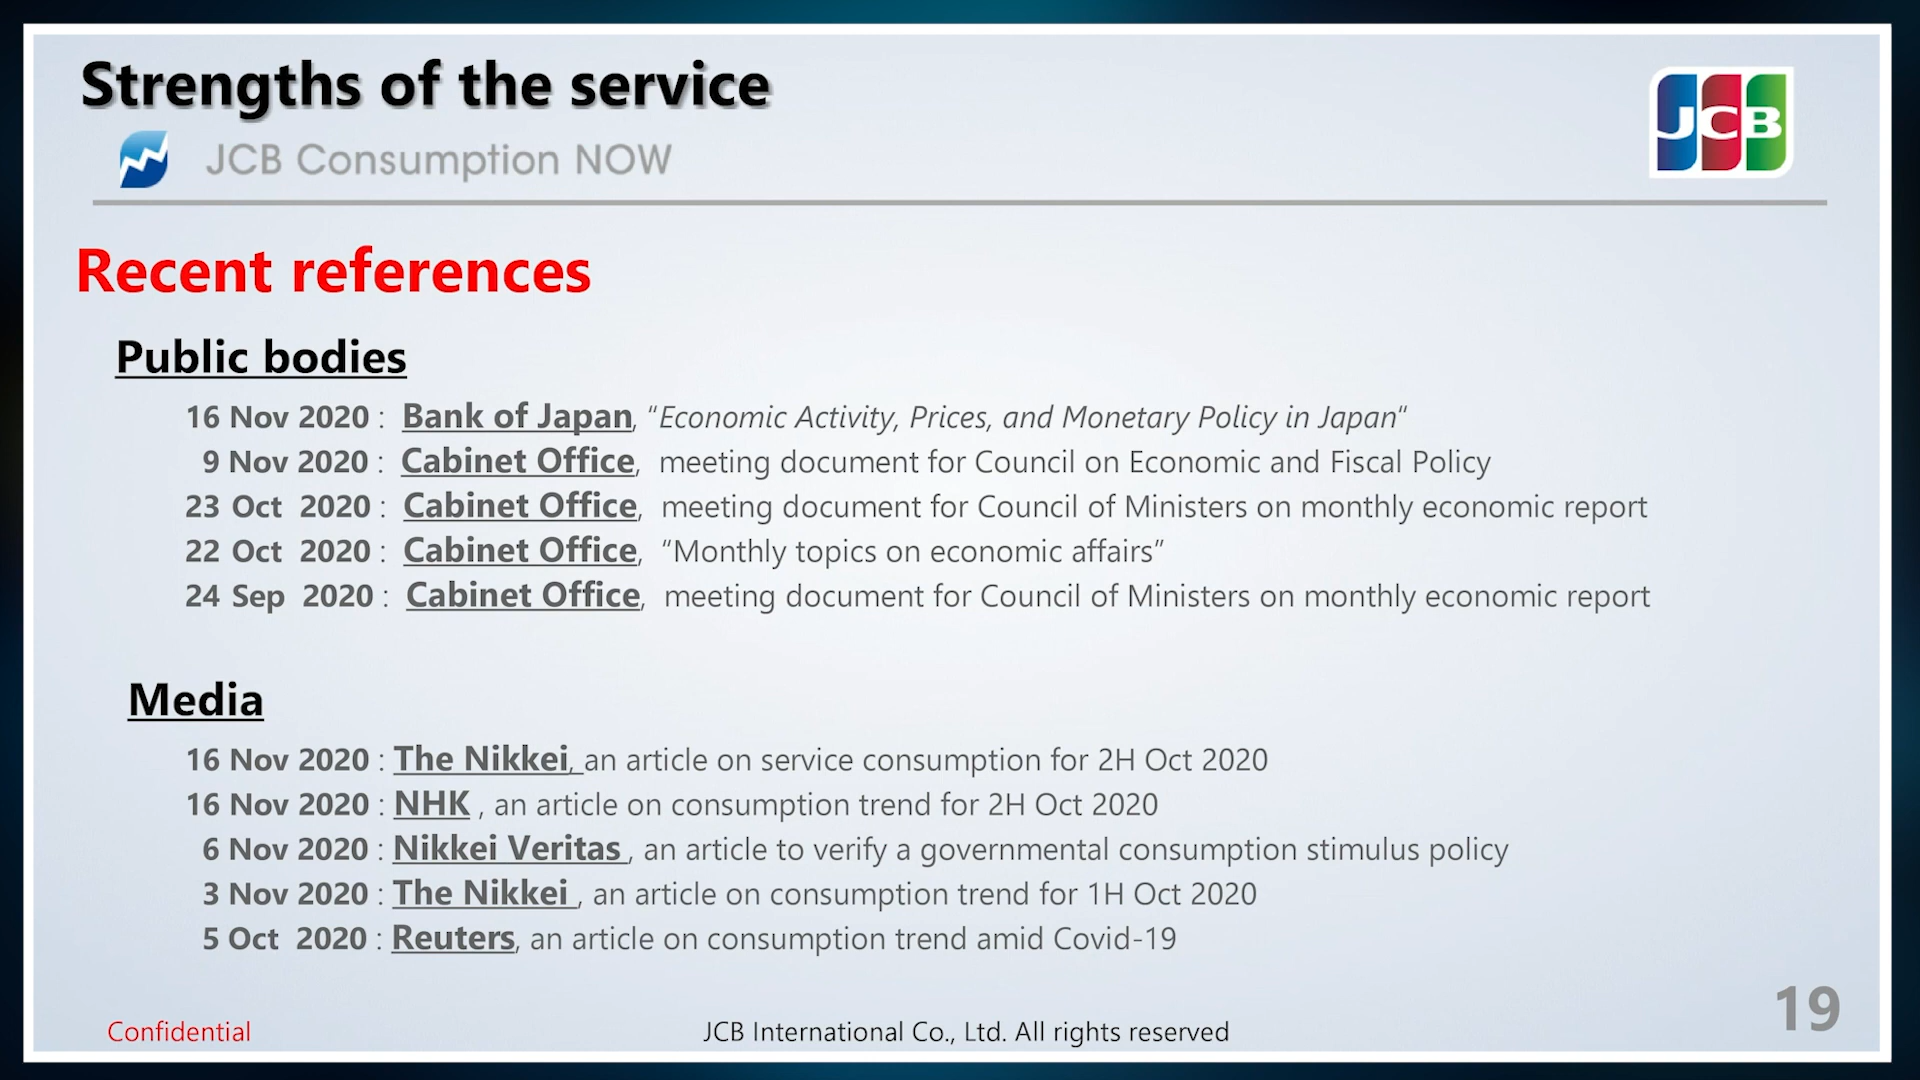 Strengths of the service
JCB
JCB Consumption NOW
Recent references
Public bodies
16 Nov 2020 : Bank of Japan, “Economic Activity, Prices, and Monetary Policy in Japan“
9 Nov 2020 : Cabinet Office, meeting document for Council on Economic and Fiscal Policy
23 Oct 2020 : Cabinet Office, meeting document for Council of Ministers on monthly economic report
22 Oct 2020 : Cabinet Office, “Monthly topics on economic affairs”
24 Sep 2020 : Cabinet Office, meeting document for Council of Ministers on monthly economic report
Media
16 Nov 2020 : The Nikkei, an article on service consumption for 2H Oct 2020
16 Nov 2020 : NHK , an article on consumption trend for 2H Oct 2020
6 Nov 2020 : Nikkei Veritas , an article to verify a governmental consumption stimulus policy
3 Nov 2020 : The Nikkei , an article on consumption trend for 1H Oct 2020
5 Oct 2020 : Reuters, an article on consumption trend amid Covid-19
Confidential
JCB International Co., Ltd. All rights reserved
19